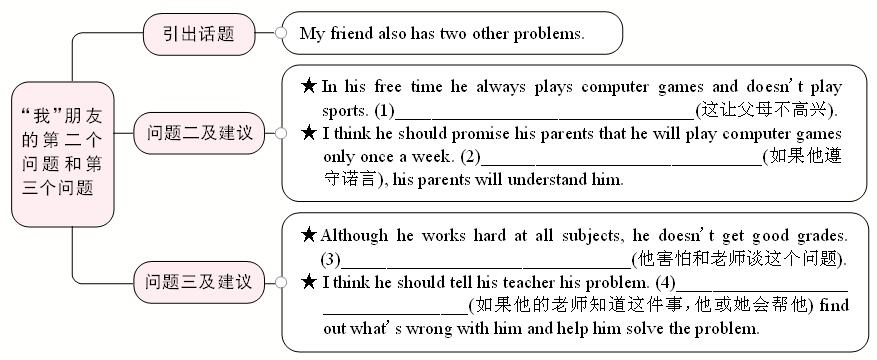 引出话题
My friend also has two other problems.
“我”朋友
的第二个
问题和第
三个问题
问题二及建议
★ In his free time he always plays computer games and doesn't play
sports. (1)______________________________(这让父母不高兴).
★ I think he should promise his parents that he will play computer games
only once a week. (2)____________________________(如果他遵
守诺言), his parents will understand him.
问题三及建议
★ Although he works hard at all subjects, he doesn't get good grades.
(3)_____________________________(他害怕和老师谈这个问题).
★ I think he should tell his teacher his problem. (4)_________________
_______________(如果他的老师知道这件事，他或她会帮他) find
out what's wrong with him and help him solve the problem.